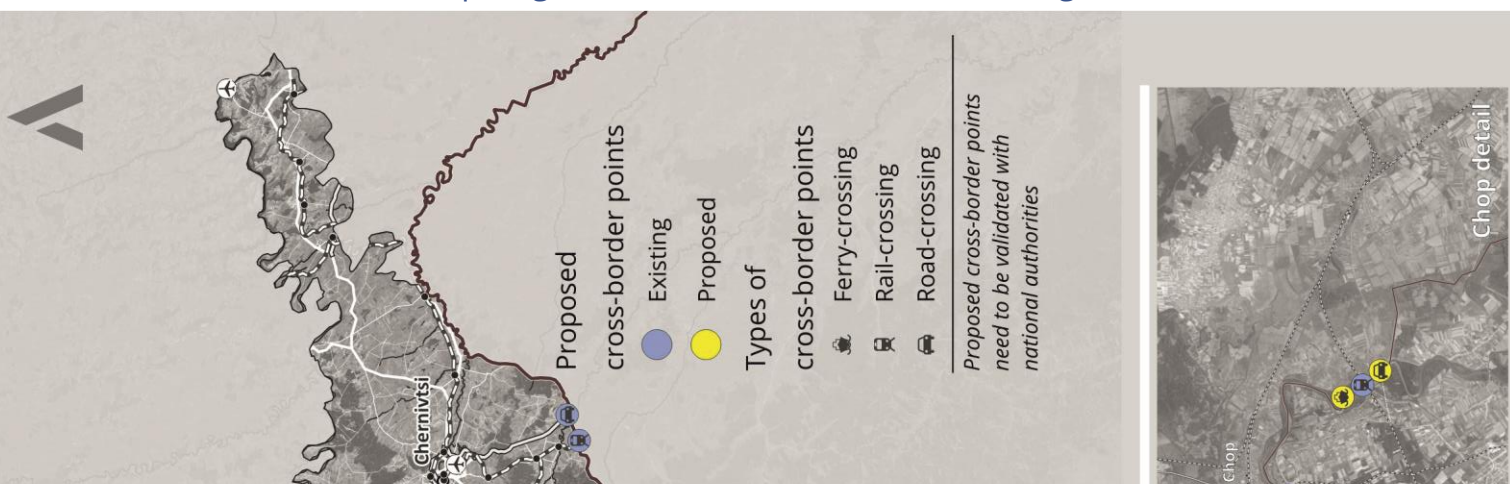 Chernivtsi
Proposed
cross-border points
Existing
Proposed
Types of
cross-border points
Ferry-crossing
Rail-crossing
Road-crossing
Proposed cross-border points
need to be validated with
national authorities
Chop
Chop detail